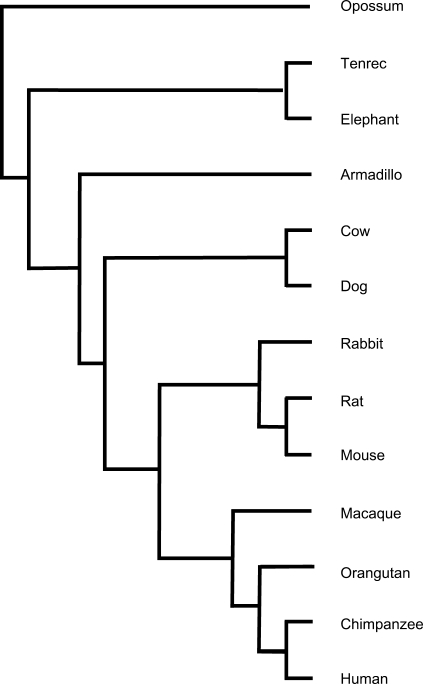 Opossum
Tenrec
Elephant
Armadillo
Cow
Dog
Rabbit
Rat
Mouse
Macaque
Orangutan
Chimpanzee
Human